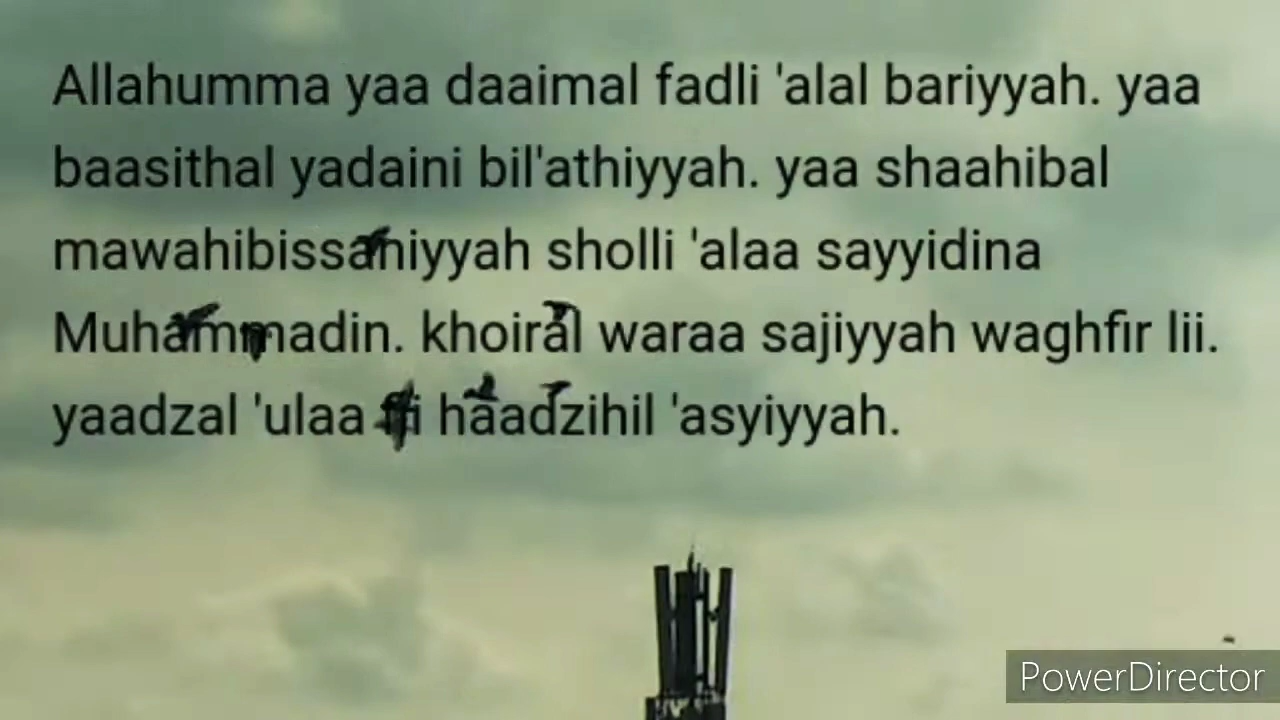 Allahumma yaa daaimal fadli 'alal bariyyah. yaa
baasithal yadaini bil'athiyyah. yaa shaahibal
mawahibissaniyyah sholli 'alaa sayyidina
Muhammadin. khoiral waraa sajiyyah waghfir lii.
yaadzal 'ulaa fii haadzihil 'asyiyyah.
PowerDirector